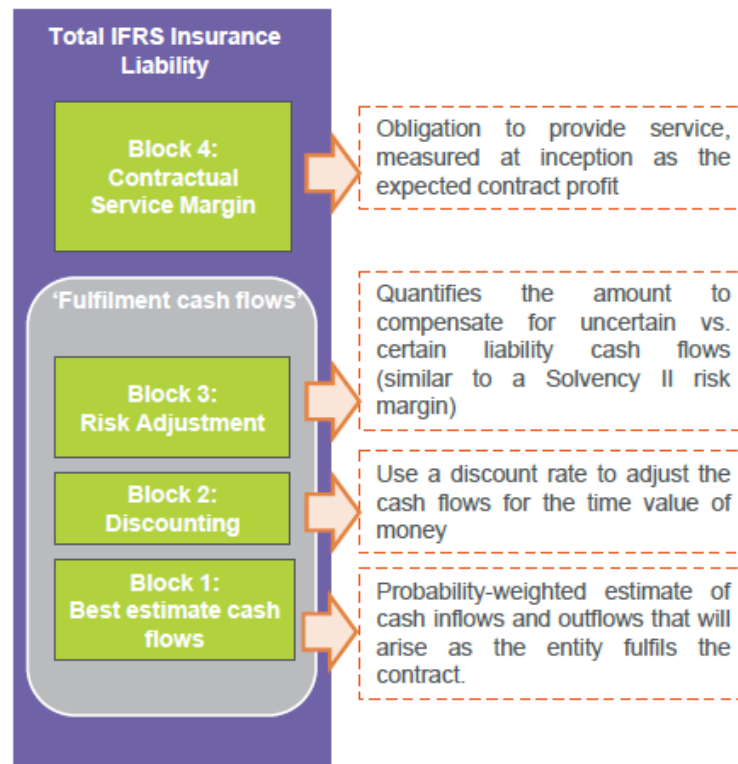 Total IFRS Insurance
Liability
Block 4:
Contractual
Service Margin
Obligation to provide service,
measured at inception as the
expected contract profit
'Fulfilment cash flows'
Block 3:
Risk Adjustment
Quantifies the amount to
compensate for uncertain vs.
certain liability cash flows
(similar to a Solvency II risk
margin)
Block 2:
Discounting
Use a discount rate to adjust the
cash flows for the time value of
money
Block 1:
Best estimate cash
flows
Probability-weighted estimate of
cash inflows and outflows that will
arise as the entity fulfils the
contract.